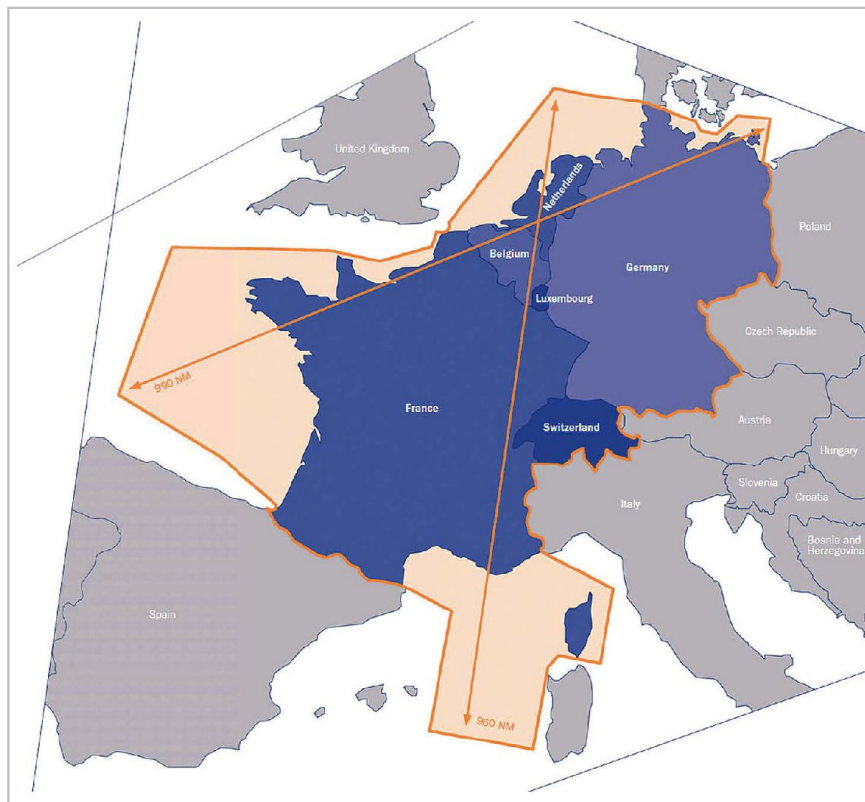 United Kingdom
Netherlands
Poland
Belgium
Germany
Luxembourg
Czech Republic
990 NM
France
Austria
Switzerland
Hungary
Slovenia
Croatia
Italy
Bosnia and
Herzegovina
Spain
960 NM